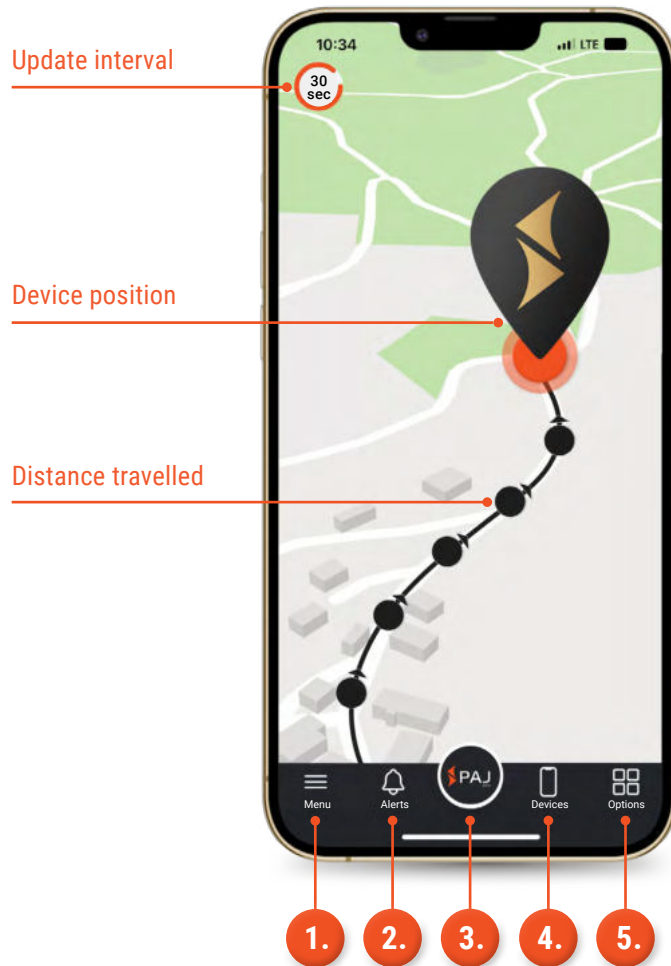 10:34
LTE
Update interval
30
sec
Device position
Distance travelled
PAJ
Menu
Alerts
Devices
Options
1.
2.
3.
4.
5.